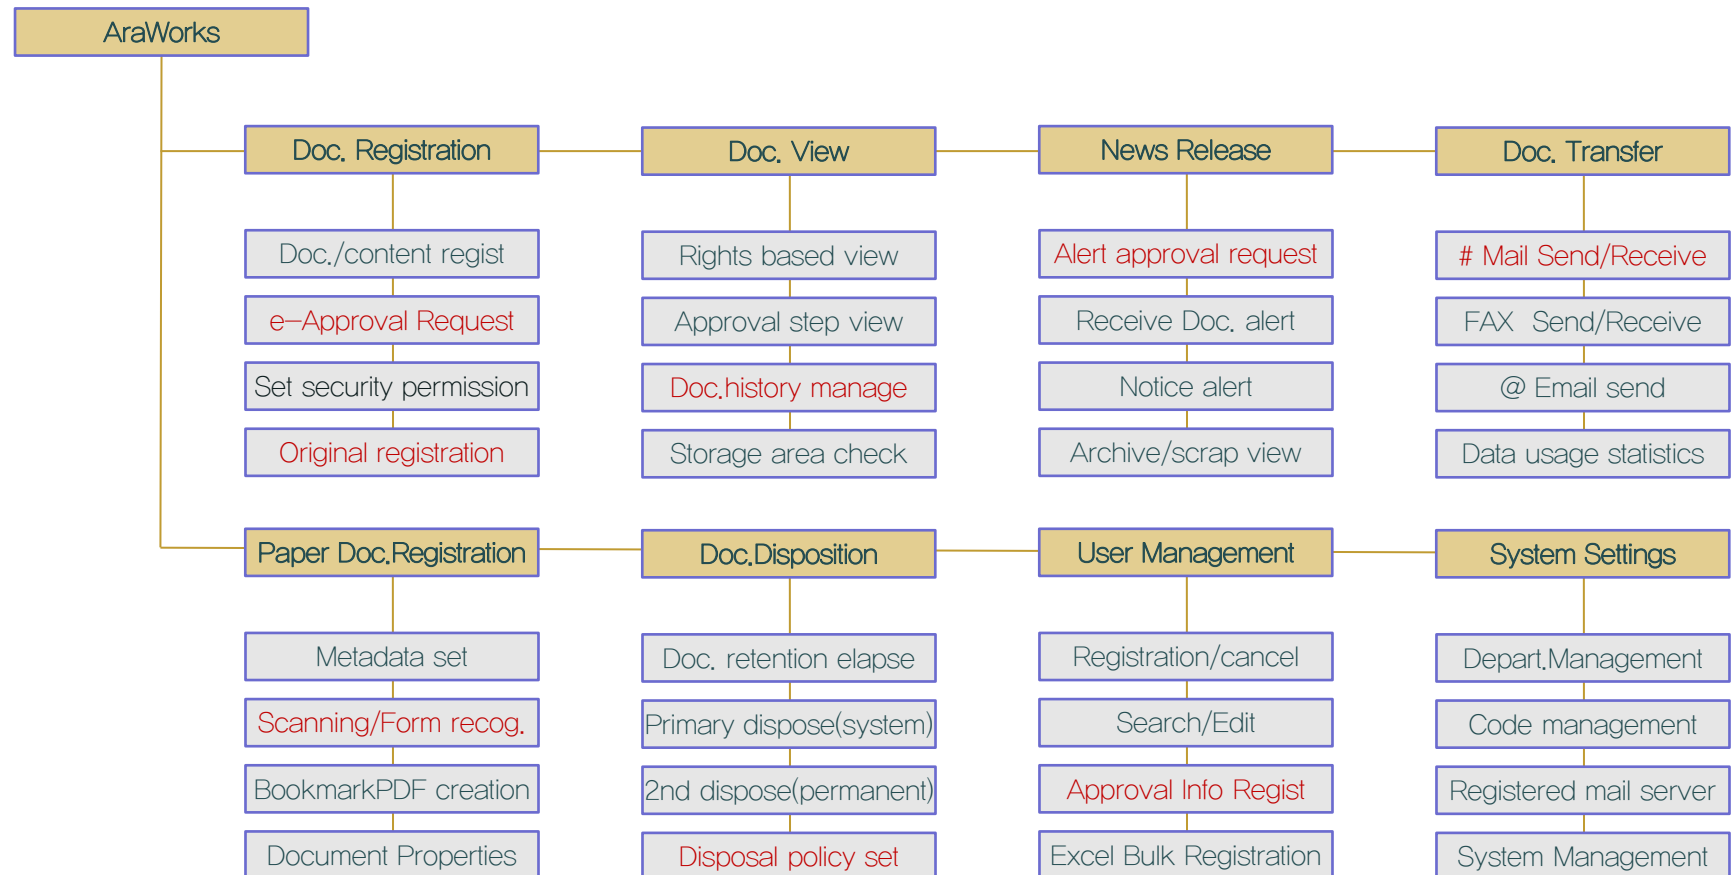 AraWorks
Doc. Registration
Doc. View
News Release
Doc. Transfer
Doc./content regist
Rights based view
Alert approval request
# Mail Send/Receive
e-Approval Request
Approval step view
Receive Doc. alert
FAX Send/Receive
Set security permission
Doc.history manage
Notice alert
@ Email send
Original registration
Storage area check
Archive/scrap view
Data usage statistics
Paper Doc.Registration
Doc.Disposition
User Management
System Settings
Metadata set
Doc. retention elapse
Registration/cancel
Depart.Management
Scanning/Form recog.
Primary dispose(system)
Search/Edit
Code management
BookmarkPDF creation
2nd dispose(permanent)
Approval Info Regist
Registered mail server
Document Properties
Disposal policy set
Excel Bulk Registration
System Management